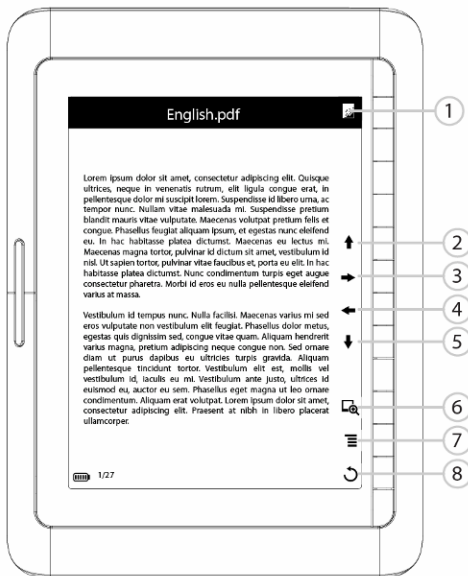 English.pdf
1
Lorem ipsum dolor sit amet, consectetur adipiscing elit. Quisque
ultrices, neque in venenatis rutrum, elit ligula congue erat, in
pellentesque dolor mi suscipit lorem. Suspendisse id libero urna, ac
tempor nunc. Nullam vitae malesuada mi. Suspendisse pretium
blandit mauris vitae vulputate. Maecenas volutpat pretium felis et
congue. Phasellus feugiat aliquam ipsum, et egestas nunc eleifend
eu. In hac habitasse platea dictumst. Maecenas eu lectus mi.
Maecenas magna tortor, pulvinar id dictum sit amet, vestibulum id
nisl. Ut sapien tortor, pulvinar vitae faucibus et, porta eu elit. In hac
habitasse platea dictumst. Nunc condimentum turpis eget augue
consectetur pharetra. Morbi id eros eu nulla pellentesque eleifend
varius at massa.
2
3
4
5
Vestibulum id tempus nunc. Nulla facilisi. Maecenas varius mi sed
eros vulputate non vestibulum elit feugiat. Phasellus dolor metus,
egestas quis dignissim sed, congue vitae quam. Aliquam hendrerit
varius magna, pretium adipiscing neque congue non. Sed ornare
diam ut purus dapibus eu ultricies turpis gravida. Aliquam
pellentesque tincidunt tortor. Vestibulum elit est, mollis vel
vestibulum id, iaculis eu mi. Vestibulum ante justo, ultrices id
euismod eu, auctor eu sem. Phasellus eget magna ut leo ornare
condimentum. Aliquam erat volutpat. Lorem ipsum dolor sit amet,
consectetur adipiscing elit. Praesent at nibh in libero placerat
ullamcorper.
6
7
8
1/27